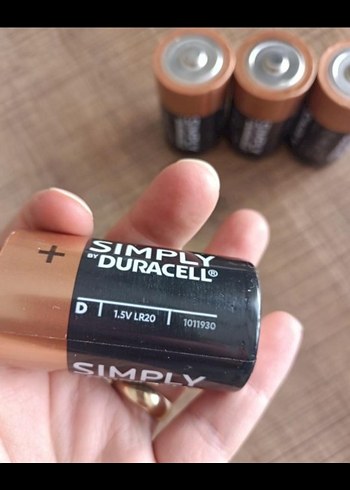 +
SIMPLY
BY DURACELL®
D 1.5V LR20 1011930
SIMPLY